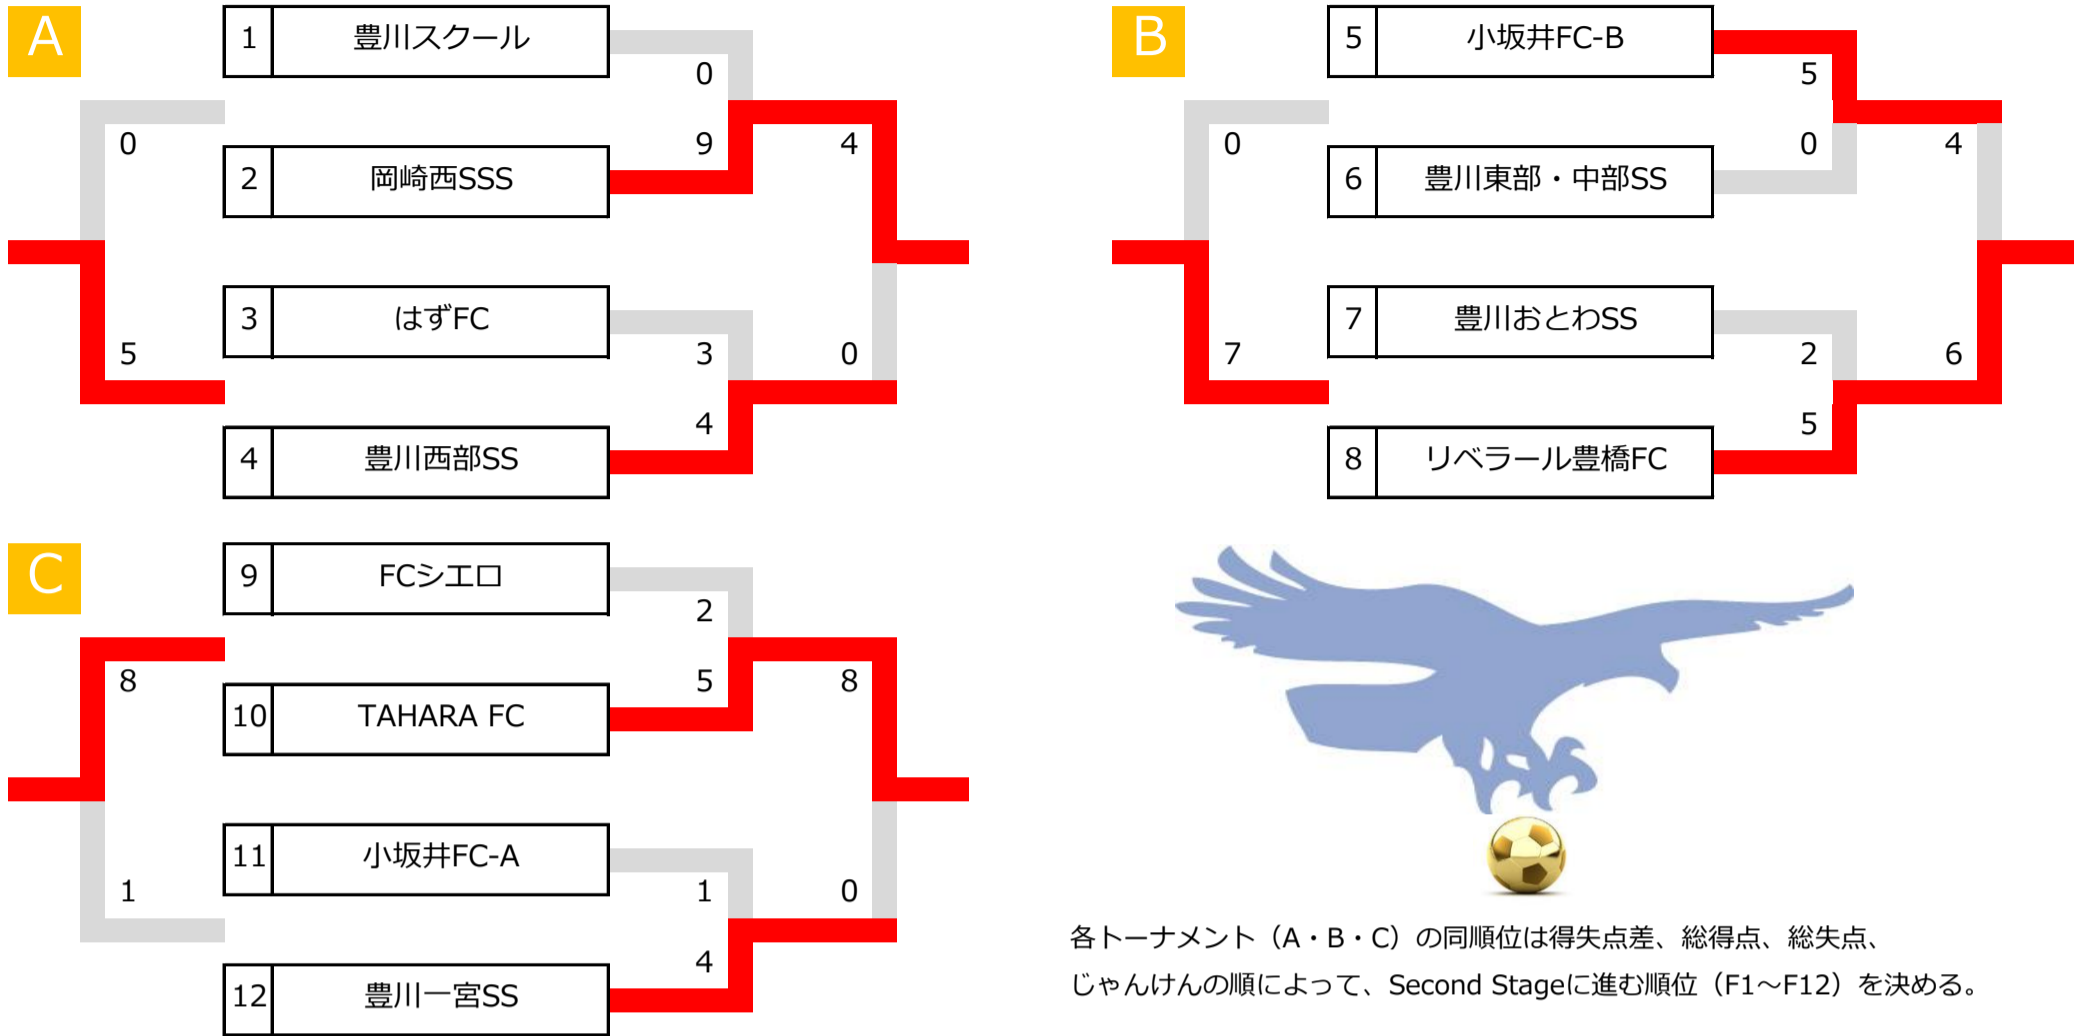 A
1 豊川スクール
0
0
9
4
2 岡崎西SSS
3 はずFC
5
3
0
4
4 豊川西部SS
B
5 小坂井FC-B
5
0
0
4
6 豊川東部・中部SS
7 豊川おとわSS
7
2
6
5
8 リベラール豊橋FC
C
9 FCシエロ
2
8
5
8
10 TAHARA FC
11 小坂井FC-A
1
1
0
4
12 豊川一宮SS
各トーナメント（A・B・C）の同順位は得失点差、総得点、総失点、
じゃんけんの順によって、Second Stageに進む順位（F1～F12）を決める。